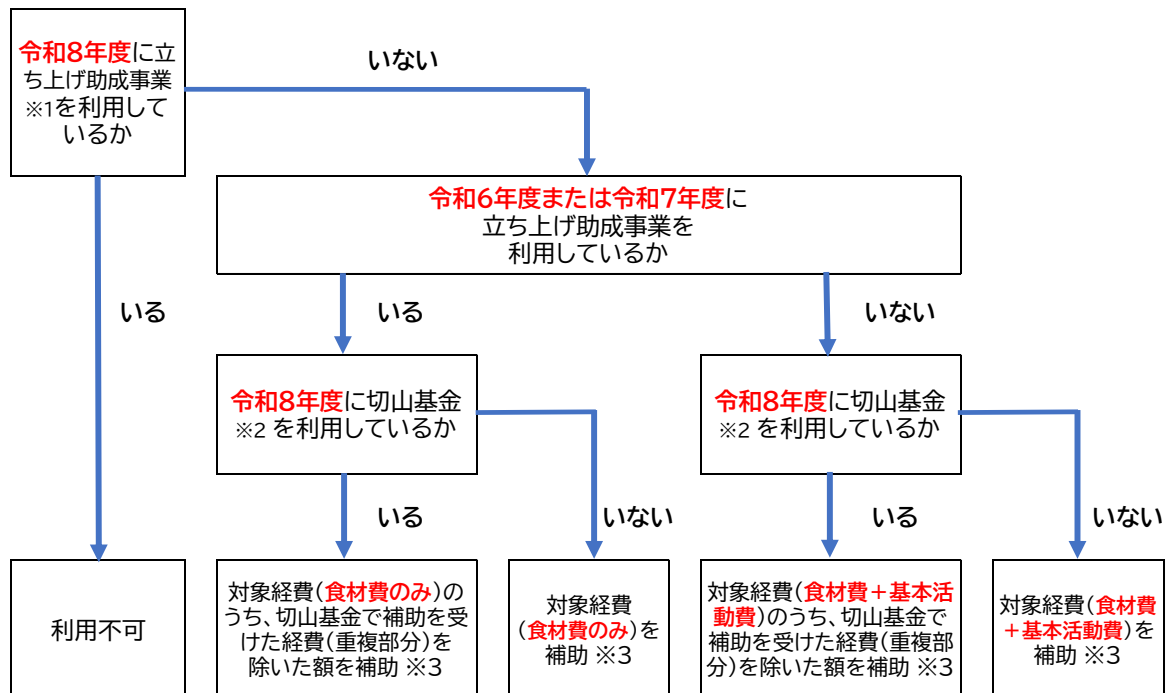 令和8年度に立
ち上げ助成事業
※1を利用して
いるか
いない
令和6年度または令和7年度に
立ち上げ助成事業を
利用しているか
いる
いる
いない
令和8年度に切山基金
※2 を利用しているか
令和8年度に切山基金
※2 を利用しているか
いる
いない
いる
いない
利用不可
対象経費(食材費のみ)の
うち、切山基金で補助を受
けた経費(重複部分)を
除いた額を補助 ※3
対象経費
(食材費のみ)を
補助 ※3
対象経費(食材費+基本活
動費)のうち、切山基金で
補助を受けた経費(重複部
分)を除いた額を補助 ※3
対象経費(食材費
+基本活動費)を
補助 ※3